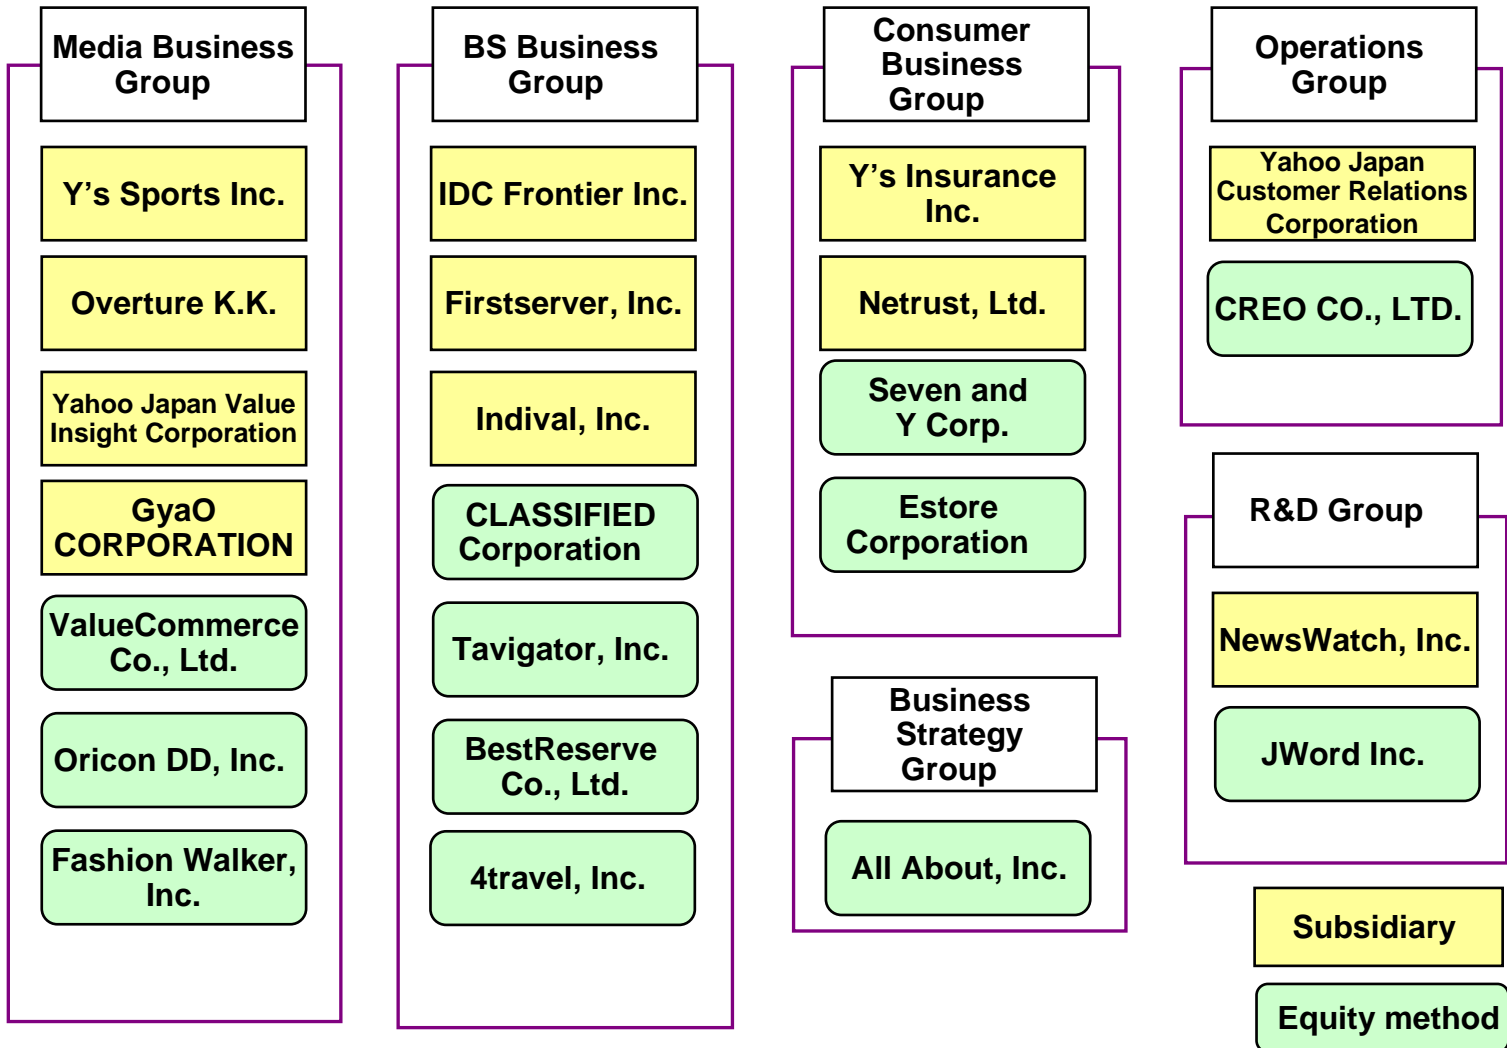 Media Business
Group
Y’s Sports Inc.
Overture K.K.
Yahoo Japan Value
Insight Corporation
GyaO
CORPORATION
ValueCommerce
Co., Ltd.
Oricon DD, Inc.
Fashion Walker,
Inc.
BS Business
Group
IDC Frontier Inc.
Firstserver, Inc.
Indival, Inc.
CLASSIFIED
Corporation
Tavigator, Inc.
BestReserve
Co., Ltd.
4travel, Inc.
Consumer
Business
Group
Y’s Insurance
Inc.
Netrust, Ltd.
Seven and
Y Corp.
Estore
Corporation
Business
Strategy
Group
All About, Inc.
Operations
Group
Yahoo Japan
Customer Relations
Corporation
CREO CO., LTD.
R&D Group
NewsWatch, Inc.
JWord Inc.
Subsidiary
Equity method